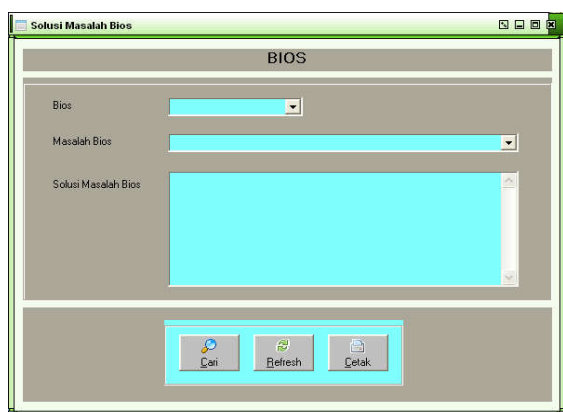 Solusi Masalah Bios
BIOS
Bios
Masalah Bios
Solusi Masalah Bios
Cari
Refresh
Cetak